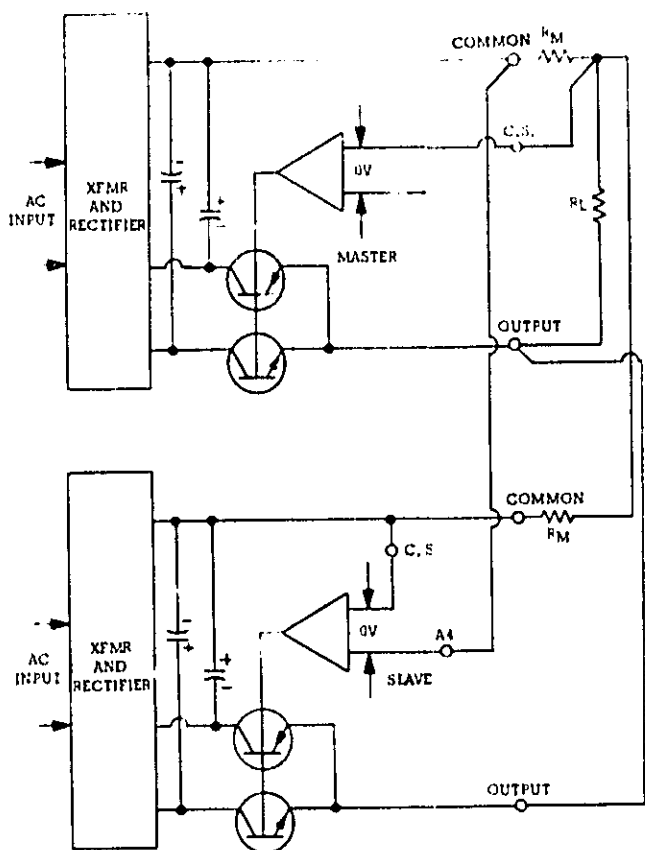 COMMON
RM
XFMR
AND
RECTIFIER
C.S.
0V
AC
INPUT
RL
MASTER
OUTPUT
COMMON
RM
C.S
XFMR
AND
RECTIFIER
0V
A4
AC
INPUT
SLAVE
OUTPUT